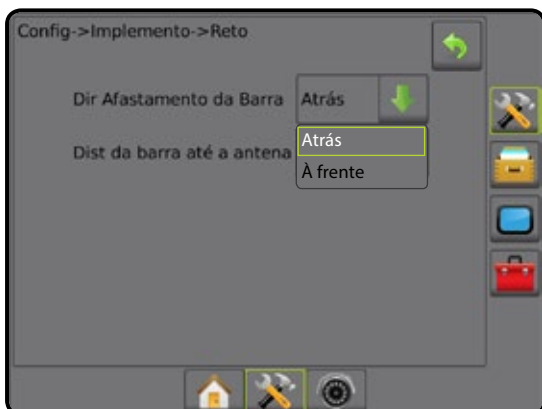 Config->Implemento->Reto
Dir Afastamento da Barra Atrás
Atrás
Dist da barra até a antena
À frente